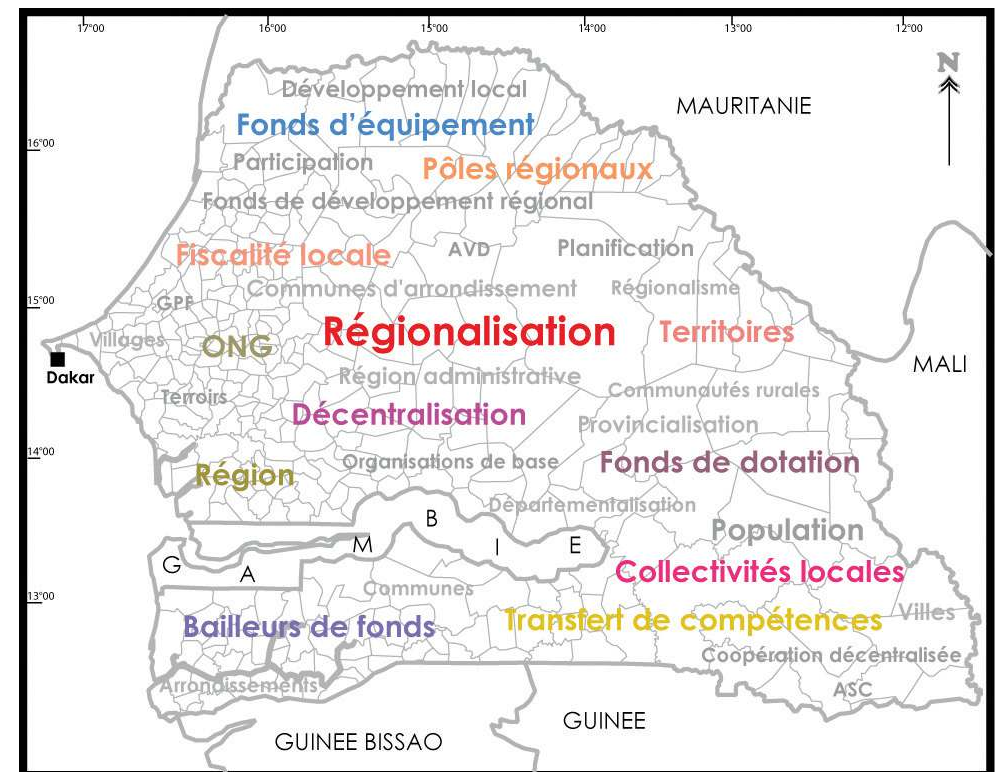 17°00 16°00 15°00 14°00 13°00 12°00
N
Développement local
MAURITANIE
Fonds d'équipement
16°00
Participation
Pôles régionaux
Fonds de développement régional
Fiscalité locale
AVD
Planification
Communes d'arrondissement
Régionalisme
15°00
GPF
Régionalisation
Territoires
Villages
ONG
MALI
Dakar
Région administrative
Communautés rurales
Terroirs
Décentralisation
Provincialisation
14°00
Organisations de base
Fonds de dotation
Région
Départementalisation
Population
G A M B I E
Collectivités locales
13°00
Communes
Villes
Transfert de compétences
Bailleurs de fonds
Coopération décentralisée
Arrondissements
ASC
GUINEE
GUINEE BISSAO